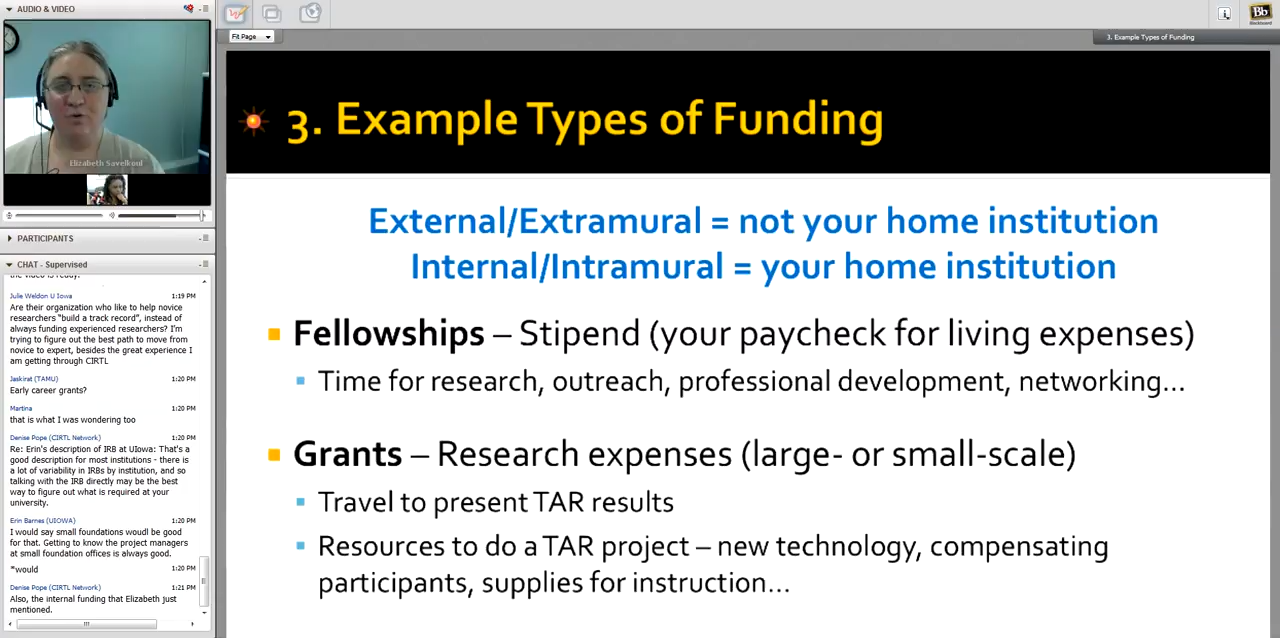 AUDIO & VIDEO
Elizabeth Savelkoul
PARTICIPANTS
CHAT - Supervised
the video is ready.
Julie Weldon U Iowa 1:19 PM
Are their organization who like to help novice
researchers "build a track record", instead of
always funding experienced researchers? I'm
trying to figure out the best path to move from
novice to expert, besides the great experience I
am getting through CIRTL
Jaskirat (TAMU) 1:20 PM
Early career grants?
Martina 1:20 PM
that is what I was wondering too
Denise Pope (CIRTL Network) 1:20 PM
Re: Erin's description of IRB at UIowa: That's a
good description for most institutions - there is
a lot of variability in IRBs by institution, and so
talking with the IRB directly may be the best
way to figure out what is required at your
university.
Erin Barnes (UIOWA) 1:20 PM
I would say small foundations woudl be good
for that. Getting to know the project managers
at small foundation offices is always good.
*would 1:20 PM
Denise Pope (CIRTL Network) 1:21 PM
Also, the internal funding that Elizabeth just
mentioned.
Fit Page
Bb
Blackboard
3. Example Types of Funding
3. Example Types of Funding
External/Extramural = not your home institution
Internal/Intramural = your home institution
Fellowships – Stipend (your paycheck for living expenses)
Time for research, outreach, professional development, networking...
Grants – Research expenses (large- or small-scale)
Travel to present TAR results
Resources to do a TAR project – new technology, compensating
participants, supplies for instruction...